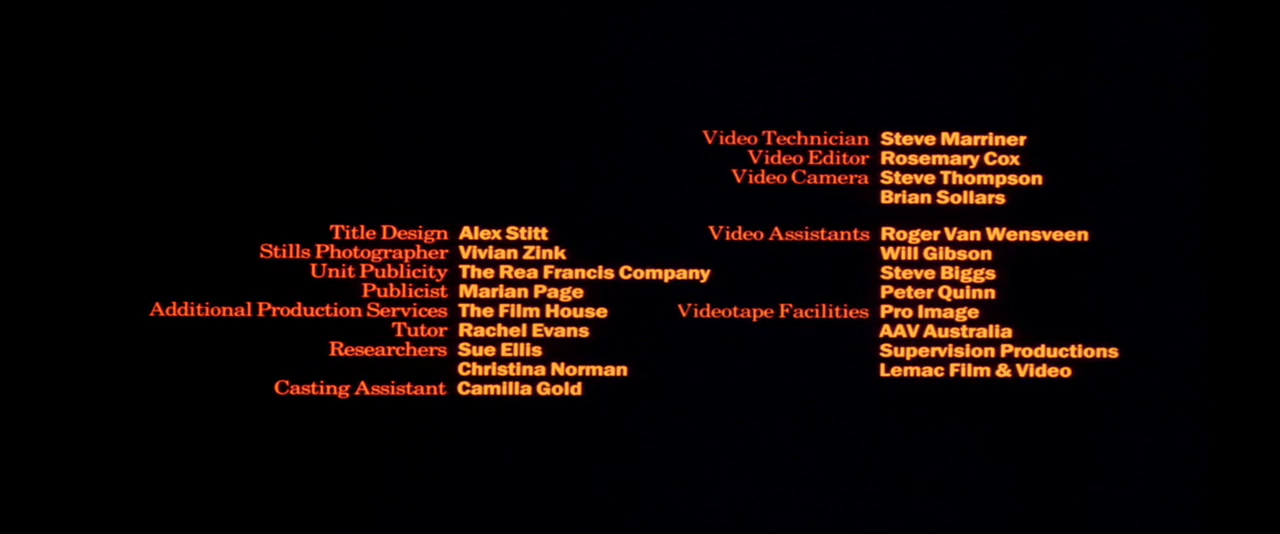 Title Design Alex Stitt
Stills Photographer Vivian Zink
Unit Publicity The Rea Francis Company
Publicist Marian Page
Additional Production Services The Film House
Tutor Rachel Evans
Researchers Sue Ellis
Christina Norman
Casting Assistant Camilla Gold
Video Technician Steve Marriner
Video Editor Rosemary Cox
Video Camera Steve Thompson
Brian Sollars
Video Assistants Roger Van Wensveen
Will Gibson
Steve Biggs
Peter Quinn
Videotape Facilities Pro Image
AAV Australia
Supervision Productions
Lemac Film & Video